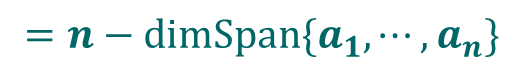 = n − dimSpan{a₁, ⋯ , aₙ}